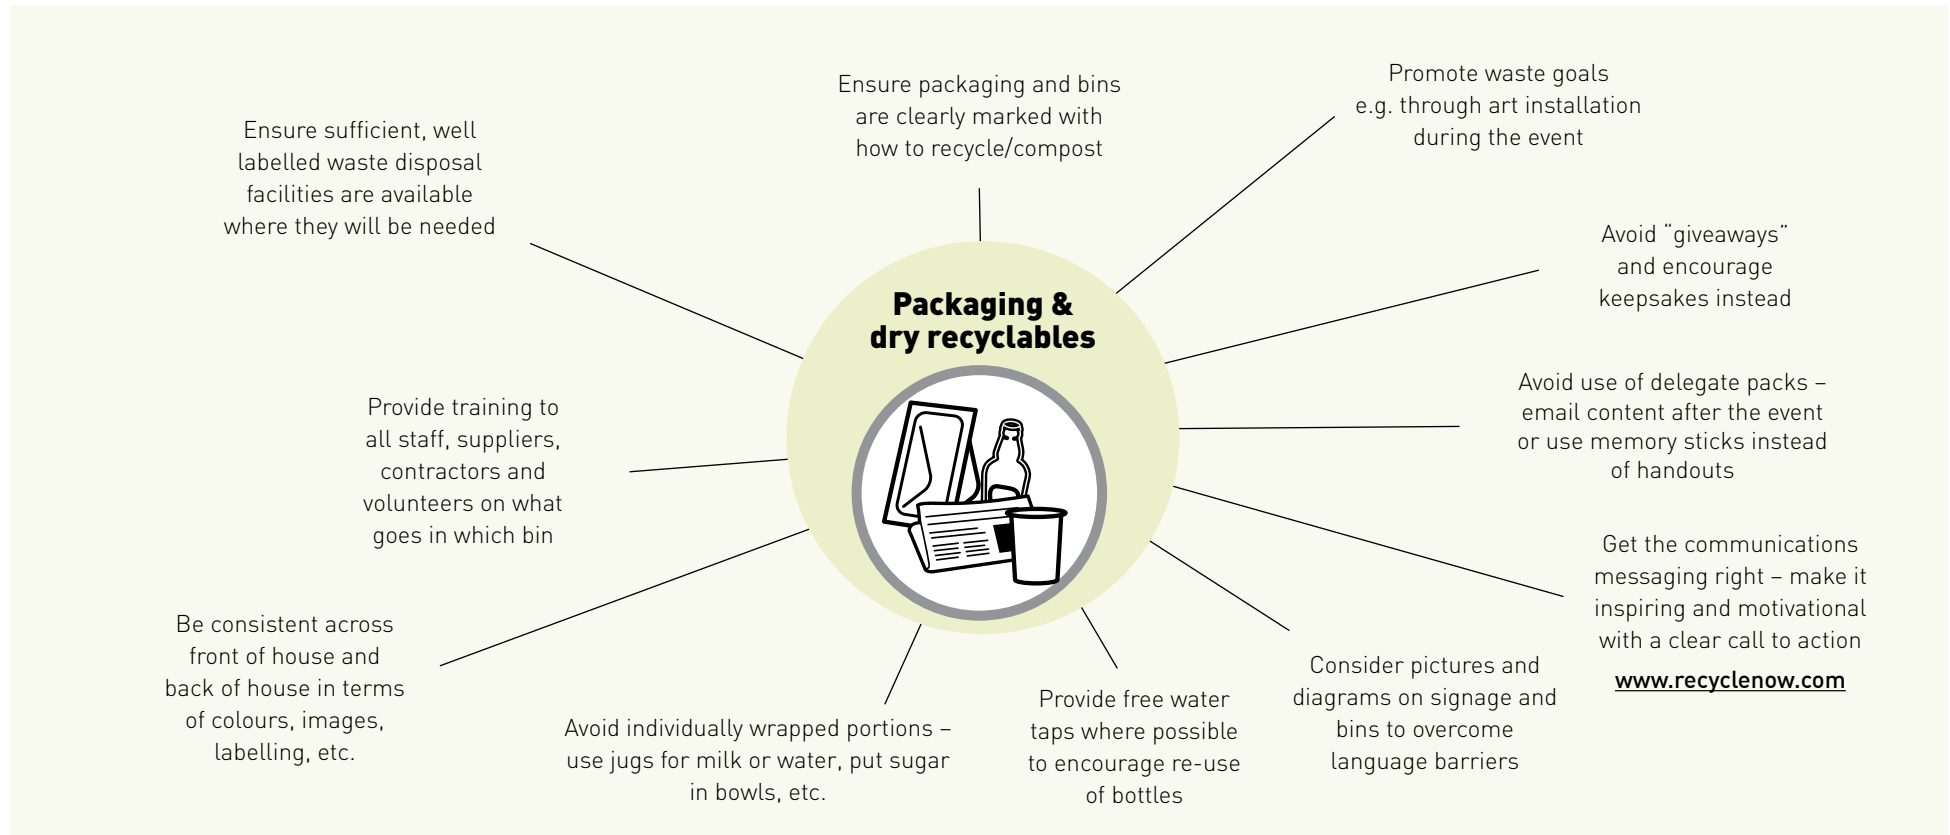 Ensure packaging and bins
are clearly marked with
how to recycle/compost
Promote waste goals
e.g. through art installation
during the event
Avoid “giveaways”
and encourage
keepsakes instead
Avoid use of delegate packs –
email content after the event
or use memory sticks instead
of handouts
Get the communications
messaging right – make it
inspiring and motivational
with a clear call to action
www.recyclenow.com
Consider pictures and
diagrams on signage and
bins to overcome
language barriers
Provide free water
taps where possible
to encourage re-use
of bottles
Avoid individually wrapped portions –
use jugs for milk or water, put sugar
in bowls, etc.
Be consistent across
front of house and
back of house in terms
of colours, images,
labelling, etc.
Provide training to
all staff, suppliers,
contractors and
volunteers on what
goes in which bin
Ensure sufficient, well
labelled waste disposal
facilities are available
where they will be needed
Packaging &
dry recyclables